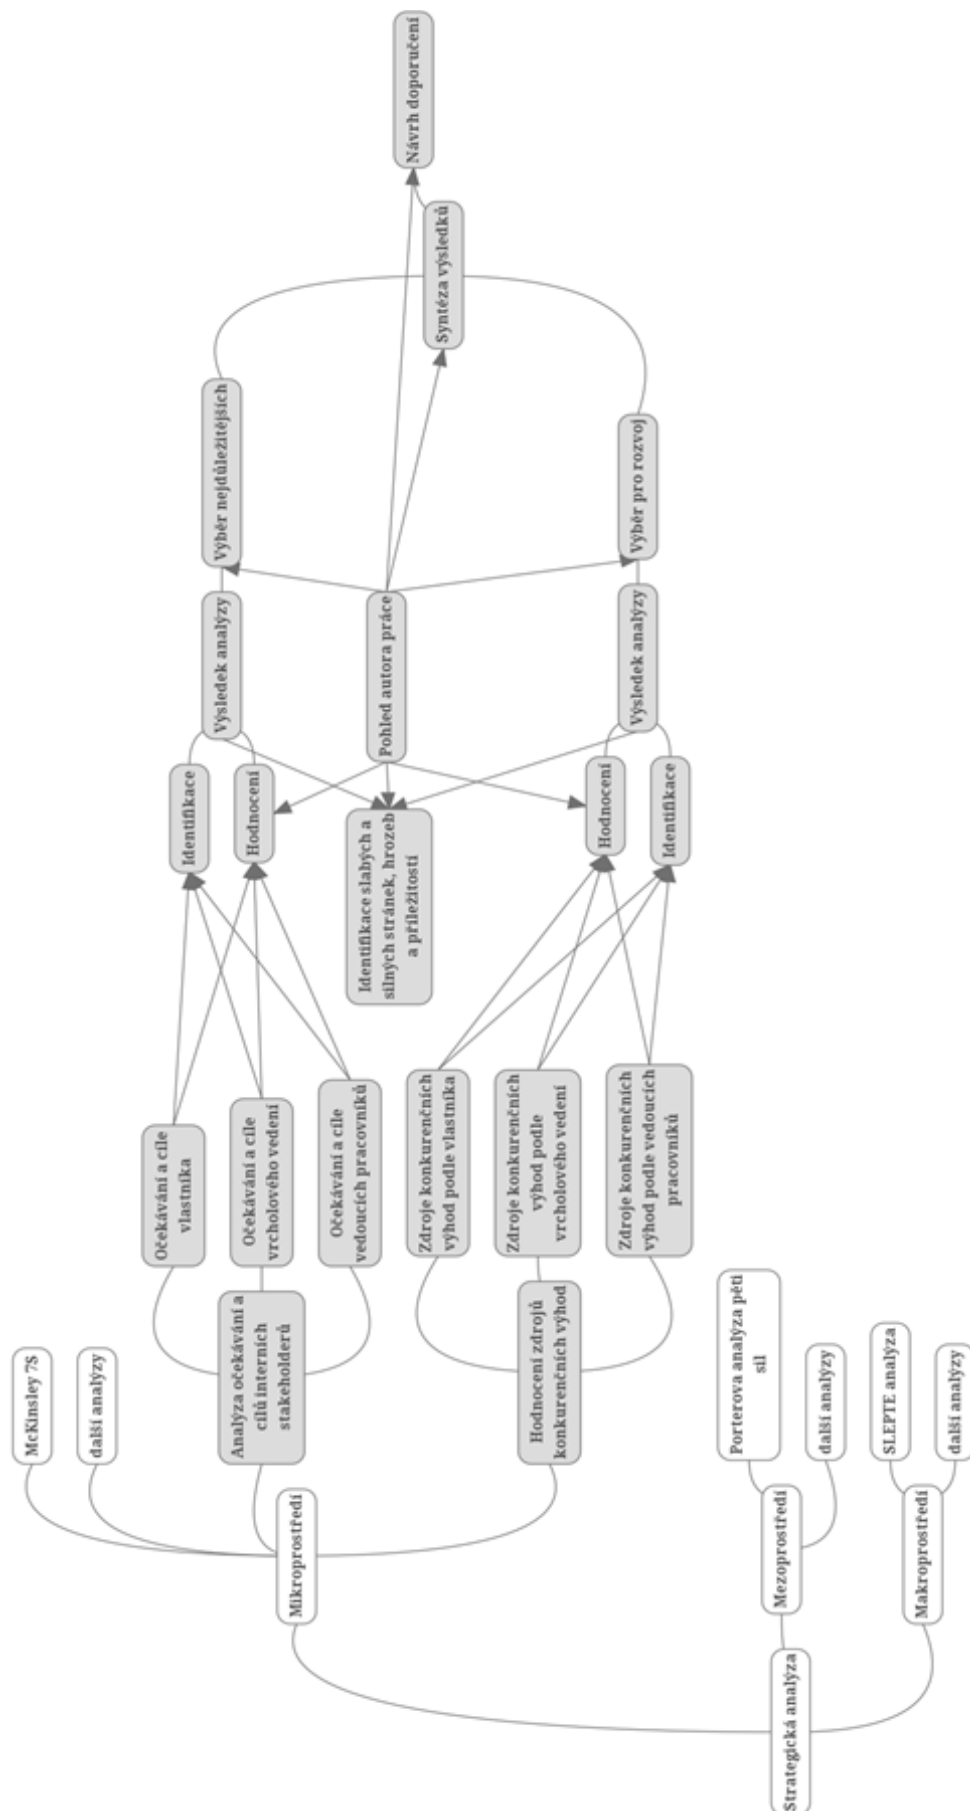 Strategická analýza
Mikroprostředí
Mezoprostředí
Makroprostředí
McKinsley 7S
další analýzy
Analýza očekávání a
cílů interních
stakeholderů
Hodnocení zdrojů
konkurenčních výhod
Porterova analýza pěti
sil
další analýzy
SLEPTE analýza
další analýzy
Očekávání a cíle
vlastníka
Očekávání a cíle
vrcholového vedení
Očekávání a cíle
vedoucích pracovníků
Zdroje konkurenčních
výhod podle vlastníka
Zdroje konkurenčních
výhod podle
vrcholového vedení
Zdroje konkurenčních
výhod podle vedoucích
pracovníků
Identifikace
Hodnocení
Identifikace slabých a
silných stránek, hrozeb
a příležitostí
Hodnocení
Identifikace
Výsledek analýzy
Pohled autora práce
Výsledek analýzy
Výběr nejdůležitějších
Výběr pro rozvoj
Syntéza výsledků
Návrh doporučení